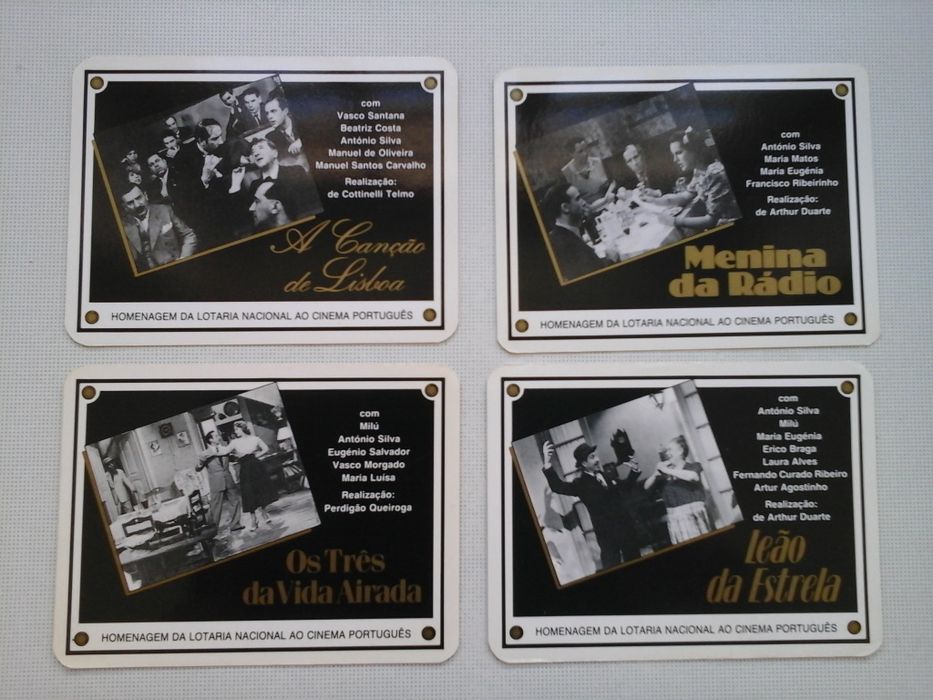 com
Vasco Santana
Beatriz Costa
António Silva
Manuel de Oliveira
Manuel Santos Carvalho
Realização:
de Cottinelli Telmo
A Canção
de Lisboa
HOMENAGEM DA LOTARIA NACIONAL AO CINEMA PORTUGUÊS
com
António Silva
Maria Matos
Maria Eugénia
Francisco Ribeirinho
Realização:
de Arthur Duarte
Menina
da Rádio
HOMENAGEM DA LOTARIA NACIONAL AO CINEMA PORTUGUÊS
com
Milú
António Silva
Eugénio Salvador
Vasco Morgado
Maria Luísa
Realização:
Perdigão Queiroga
Os Três
da Vida Airada
HOMENAGEM DA LOTARIA NACIONAL AO CINEMA PORTUGUÊS
com
António Silva
Milú
Maria Eugénia
Erico Braga
Laura Alves
Fernando Curado Ribeiro
Artur Agostinho
Realização:
de Arthur Duarte
Leão
da Estrela
HOMENAGEM DA LOTARIA NACIONAL AO CINEMA PORTUGUÊS